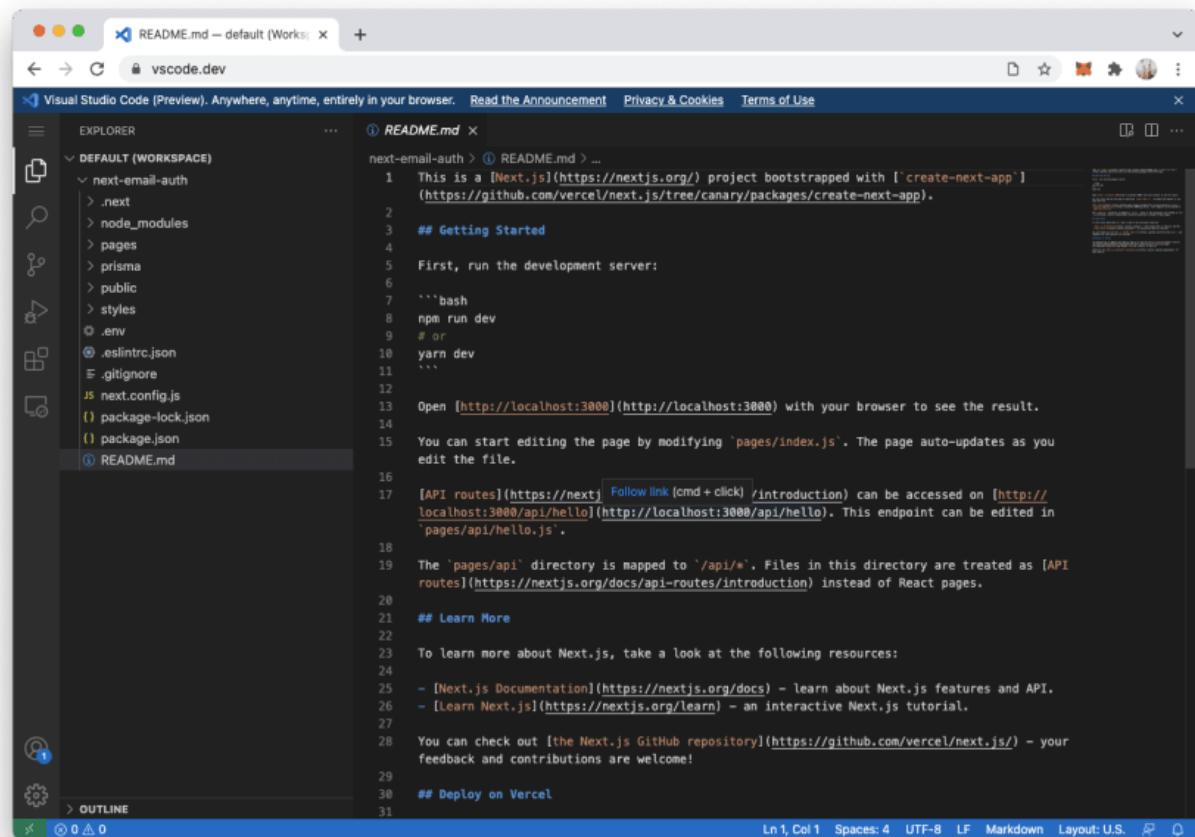 README.md — default (Works
vscode.dev
Visual Studio Code (Preview). Anywhere, anytime, entirely in your browser. Read the Announcement Privacy & Cookies Terms of Use
EXPLORER
DEFAULT (WORKSPACE)
next-email-auth
.next
node_modules
pages
prisma
public
styles
.env
.eslintrc.json
.gitignore
JS next.config.js
{} package-lock.json
{} package.json
README.md
OUTLINE
README.md
next-email-auth > README.md > ...
1 This is a [Next.js](https://nextjs.org/) project bootstrapped with [`create-next-app`]
(https://github.com/vercel/next.js/tree/canary/packages/create-next-app).
2
3 ## Getting Started
4
5 First, run the development server:
6
7 ```bash
8 npm run dev
9 # or
10 yarn dev
11 ```
12
13 Open [http://localhost:3000](http://localhost:3000) with your browser to see the result.
14
15 You can start editing the page by modifying `pages/index.js`. The page auto-updates as you
edit the file.
16
Follow link (cmd + click)
17 [API routes](https://nextj /introduction) can be accessed on [http://
localhost:3000/api/hello](http://localhost:3000/api/hello). This endpoint can be edited in
`pages/api/hello.js`.
18
19 The `pages/api` directory is mapped to `/api/*`. Files in this directory are treated as [API
routes](https://nextjs.org/docs/api-routes/introduction) instead of React pages.
20
21 ## Learn More
22
23 To learn more about Next.js, take a look at the following resources:
24
25 - [Next.js Documentation](https://nextjs.org/docs) - learn about Next.js features and API.
26 - [Learn Next.js](https://nextjs.org/learn) - an interactive Next.js tutorial.
27
28 You can check out [the Next.js GitHub repository](https://github.com/vercel/next.js/) - your
feedback and contributions are welcome!
29
30 ## Deploy on Vercel
31
1
0 0
Ln 1, Col 1 Spaces: 4 UTF-8 LF Markdown Layout: U.S.